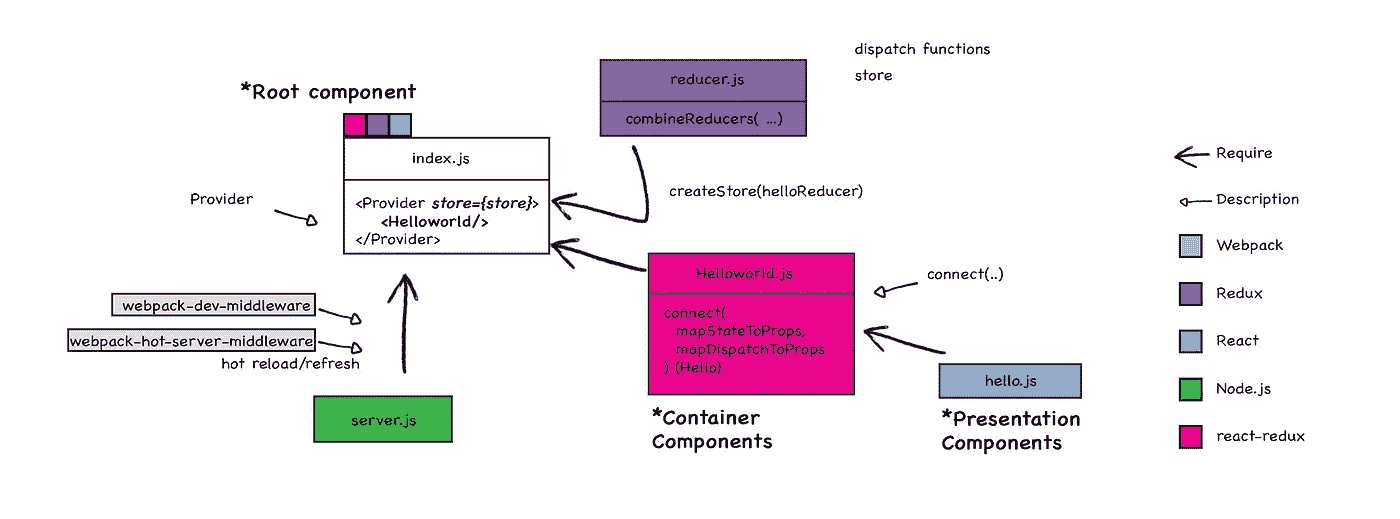 dispatch functions
store
*Root component
reducer.js
combineReducers( ...)
index.js
Provider
<Provider store={store}>
<Helloworld/>
</Provider>
createStore(helloReducer)
Helloworld.js
connect(
mapStateToProps,
mapDispatchToProps
) (Hello)
connect(..)
webpack-dev-middleware
webpack-hot-server-middleware
hot reload/refresh
server.js
hello.js
*Container
Components
*Presentation
Components
Require
Description
Webpack
Redux
React
Node.js
react-redux